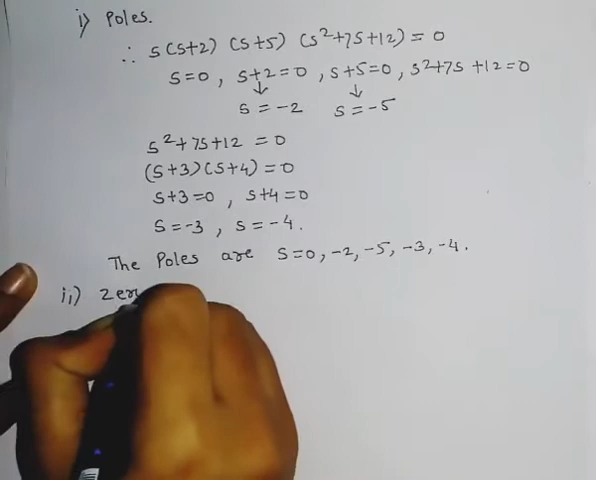 i) Poles.
∴ s(s+2) (s+5) (s²+7s+12) = 0
s=0, s+2=0, s+5=0, s²+7s+12=0
↓ ↓
s = -2 s = -5
s²+7s+12 = 0
(s+3)(s+4)=0
s+3=0, s+4=0
s=-3, s=-4.
The Poles are s=0, -2, -5, -3, -4.
ii)